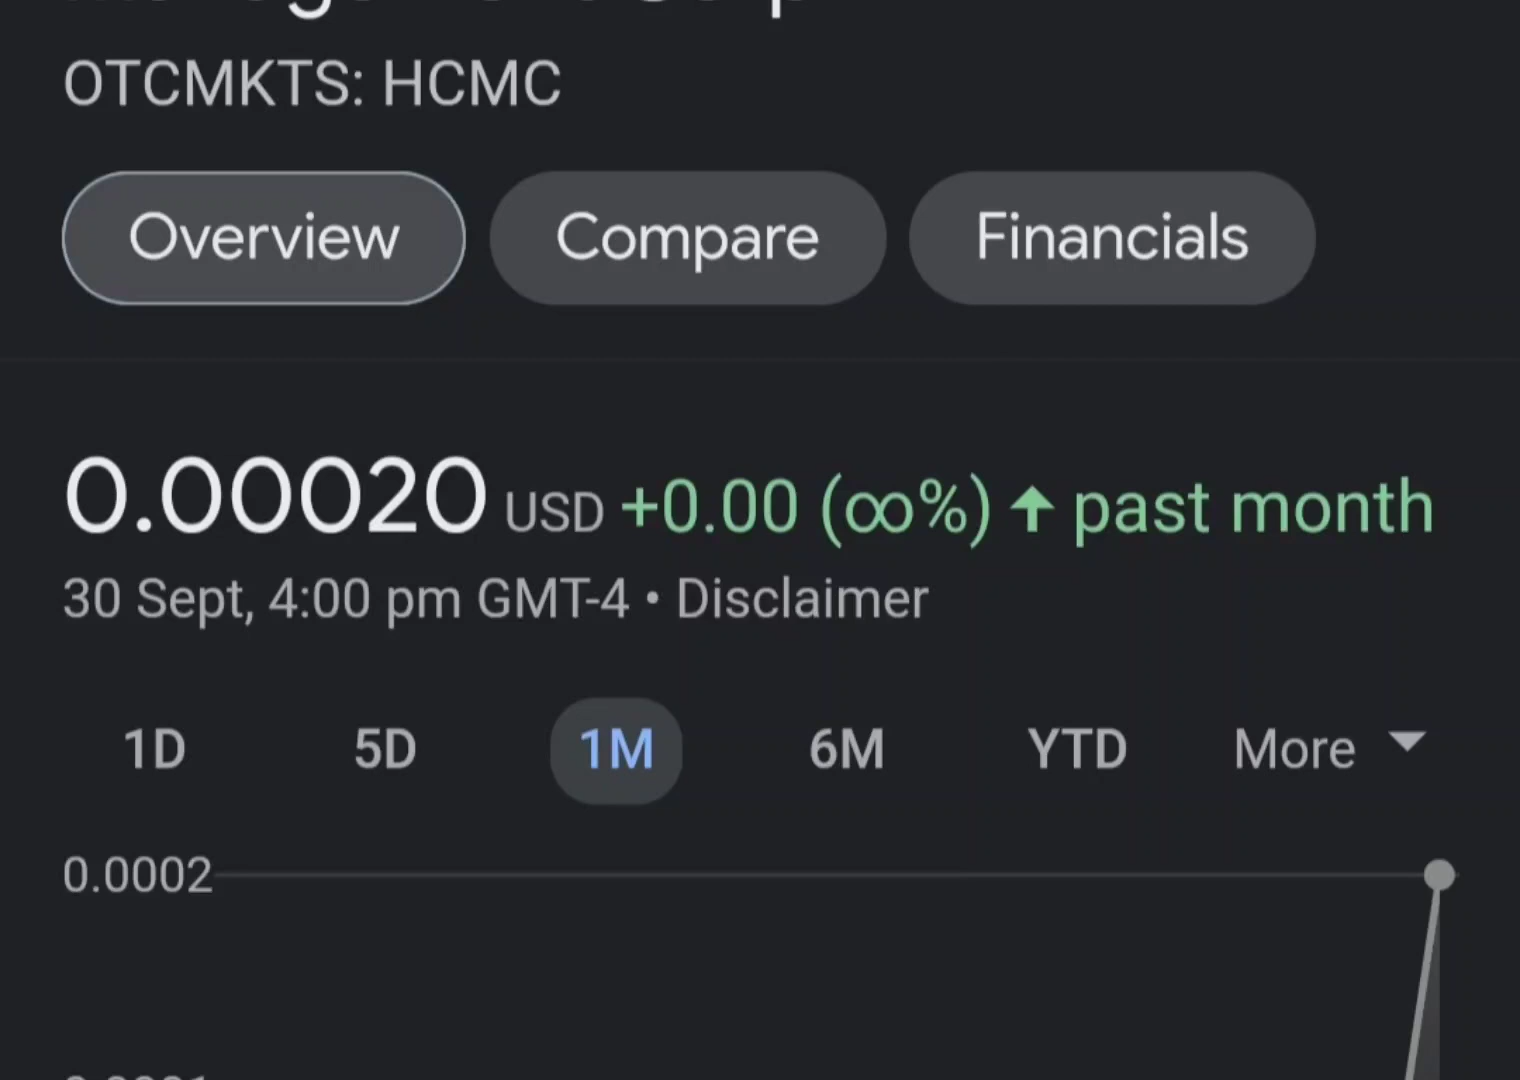 OTCMKTS: HCMC
Overview Compare Financials
0.00020 USD +0.00 (∞%) ↑ past month
30 Sept, 4:00 pm GMT-4 • Disclaimer
1D 5D 1M 6M YTD More
0.0002